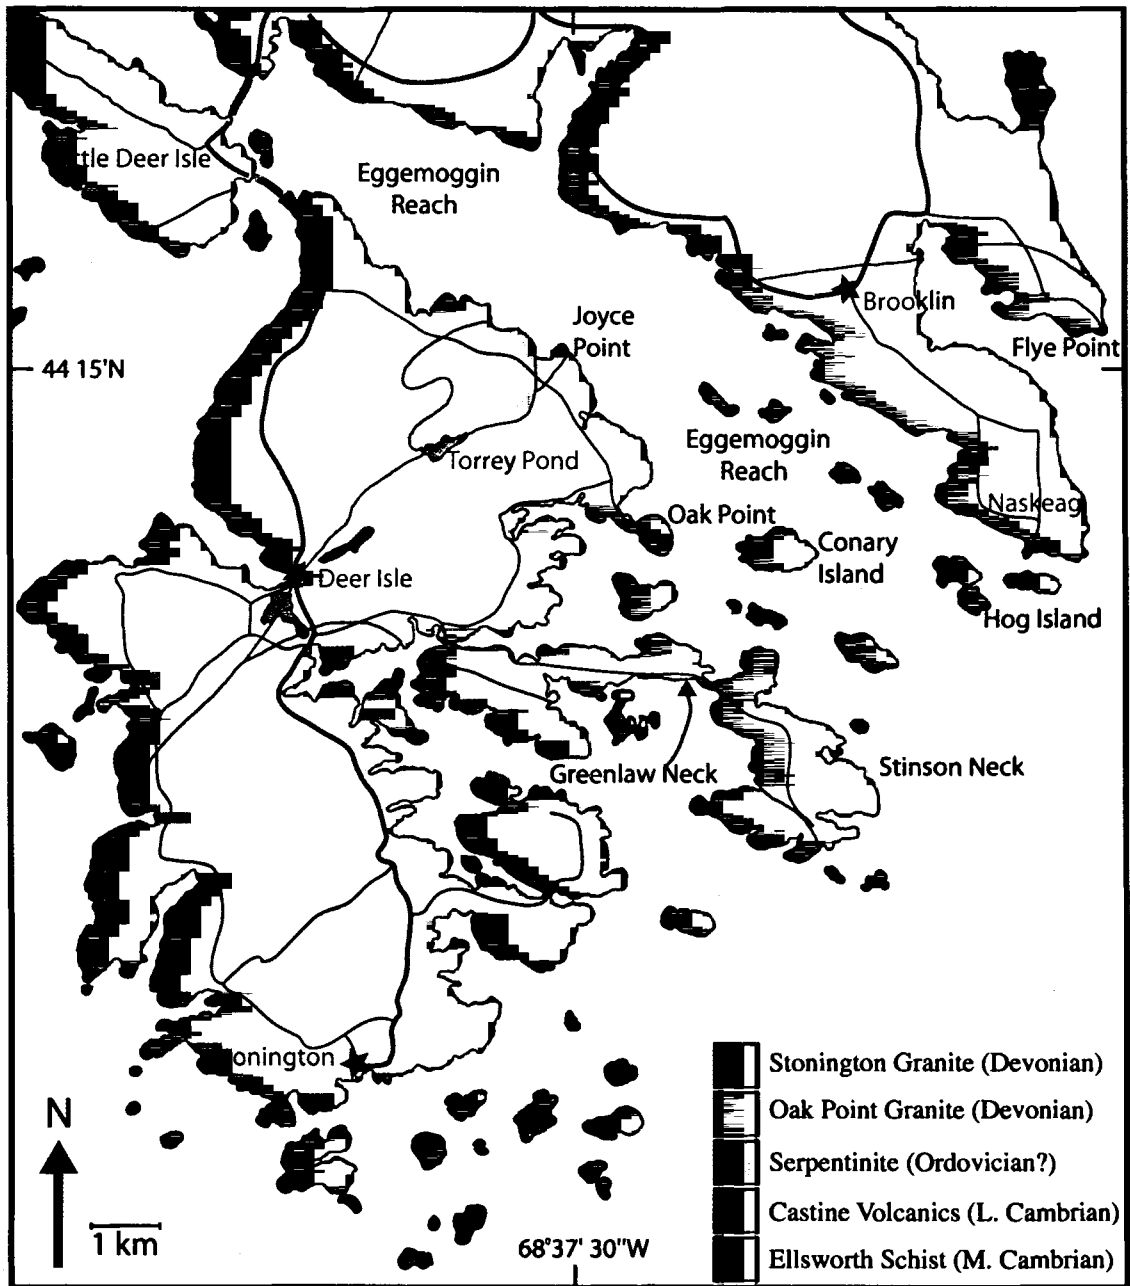 ttle Deer Isle
Eggemoggin
Reach
Brooklin
Joyce
Point
Flye Point
44 15'N
Eggemoggin
Reach
Torrey Pond
Naskeag
Oak Point
Conary
Island
Deer Isle
Hog Island
Greenlaw Neck
Stinson Neck
onington
N
1 km
68°37' 30"W
Stonington Granite (Devonian)
Oak Point Granite (Devonian)
Serpentinite (Ordovician?)
Castine Volcanics (L. Cambrian)
Ellsworth Schist (M. Cambrian)